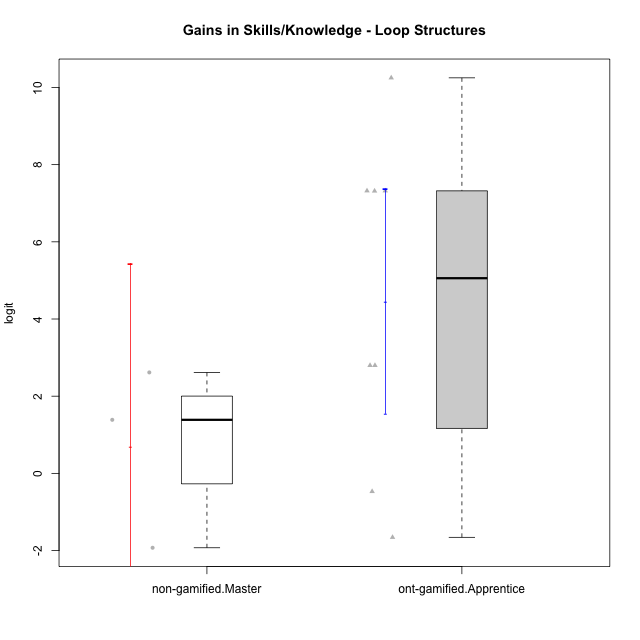 Gains in Skills/Knowledge - Loop Structures
10
8
6
4
2
0
-2
logit
non-gamified.Master
ont-gamified.Apprentice